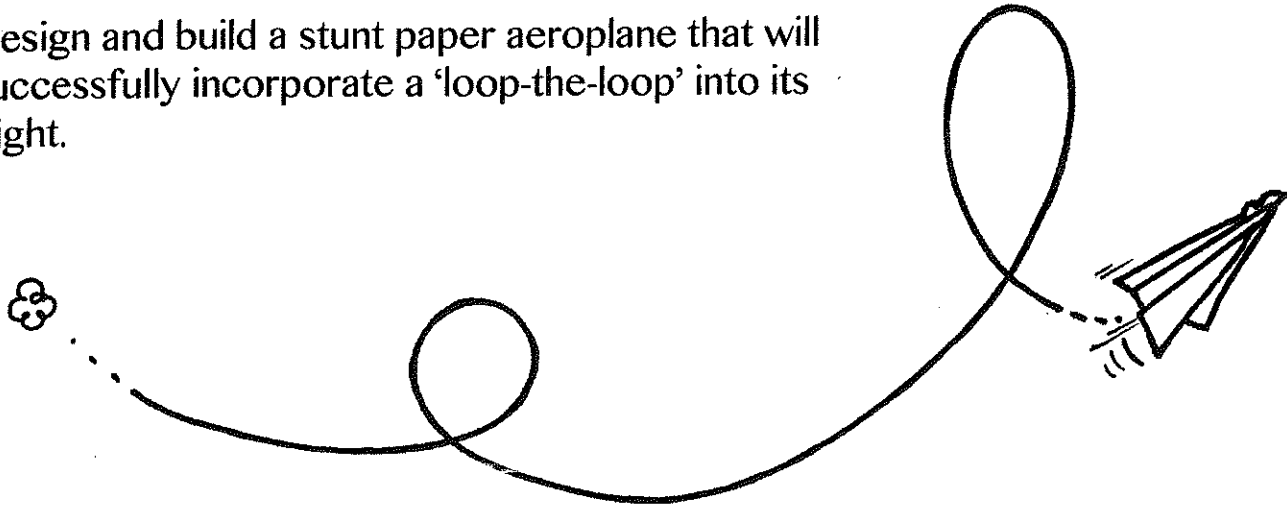 esign and build a stunt paper aeroplane that will
uccessfully incorporate a ‘loop-the-loop’ into its
ight.